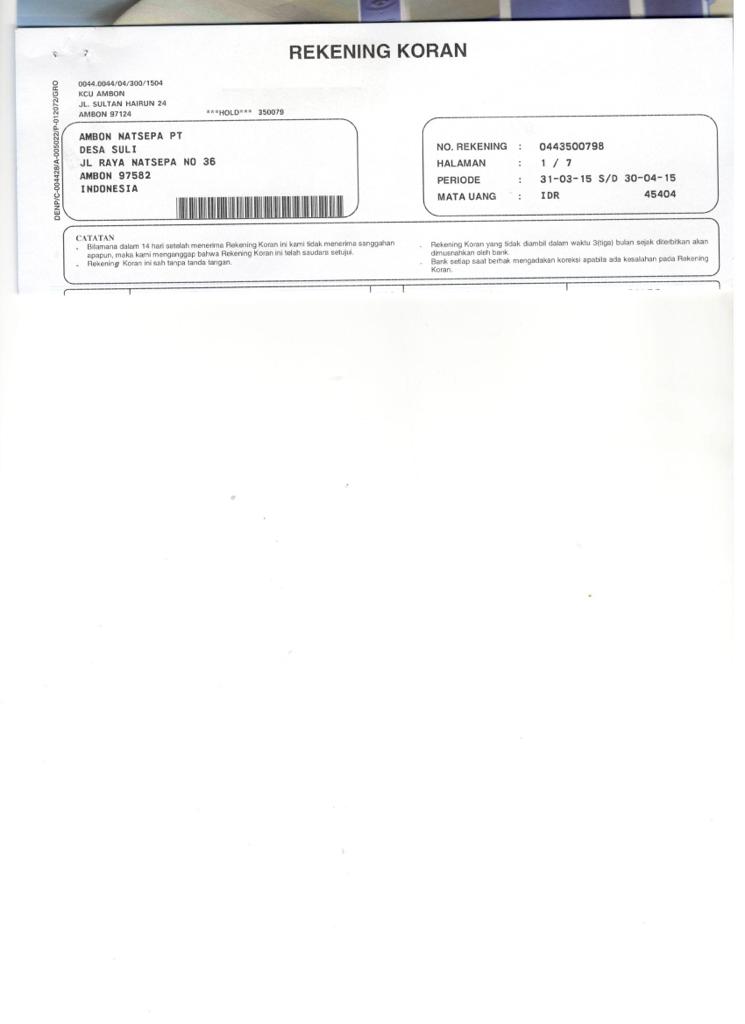 REKENING KORAN
0044.0044/04/300/1504
KCU AMBON
JL. SULTAN HAIRUN 24
AMBON 97124 ***HOLD*** 350079
DENP/C-004428/A-005022/P-012072/GRO
AMBON NATSEPA PT
DESA SULI
JL RAYA NATSEPA NO 36
AMBON 97582
INDONESIA
NO. REKENING : 0443500798
HALAMAN : 1 / 7
PERIODE : 31-03-15 S/D 30-04-15
MATA UANG : IDR 45404
CATATAN
- Bilamana dalam 14 hari setelah menerima Rekening Koran ini kami tidak menerima sanggahan
apapun, maka kami menganggap bahwa Rekening Koran ini telah saudara setujui.
- Rekening Koran ini sah tanpa tanda tangan.
- Rekening Koran yang tidak diambil dalam waktu 3(tiga) bulan sejak diterbitkan akan
dimusnahkan oleh bank.
- Bank setiap saat berhak mengadakan koreksi apabila ada kesalahan pada Rekening
Koran.